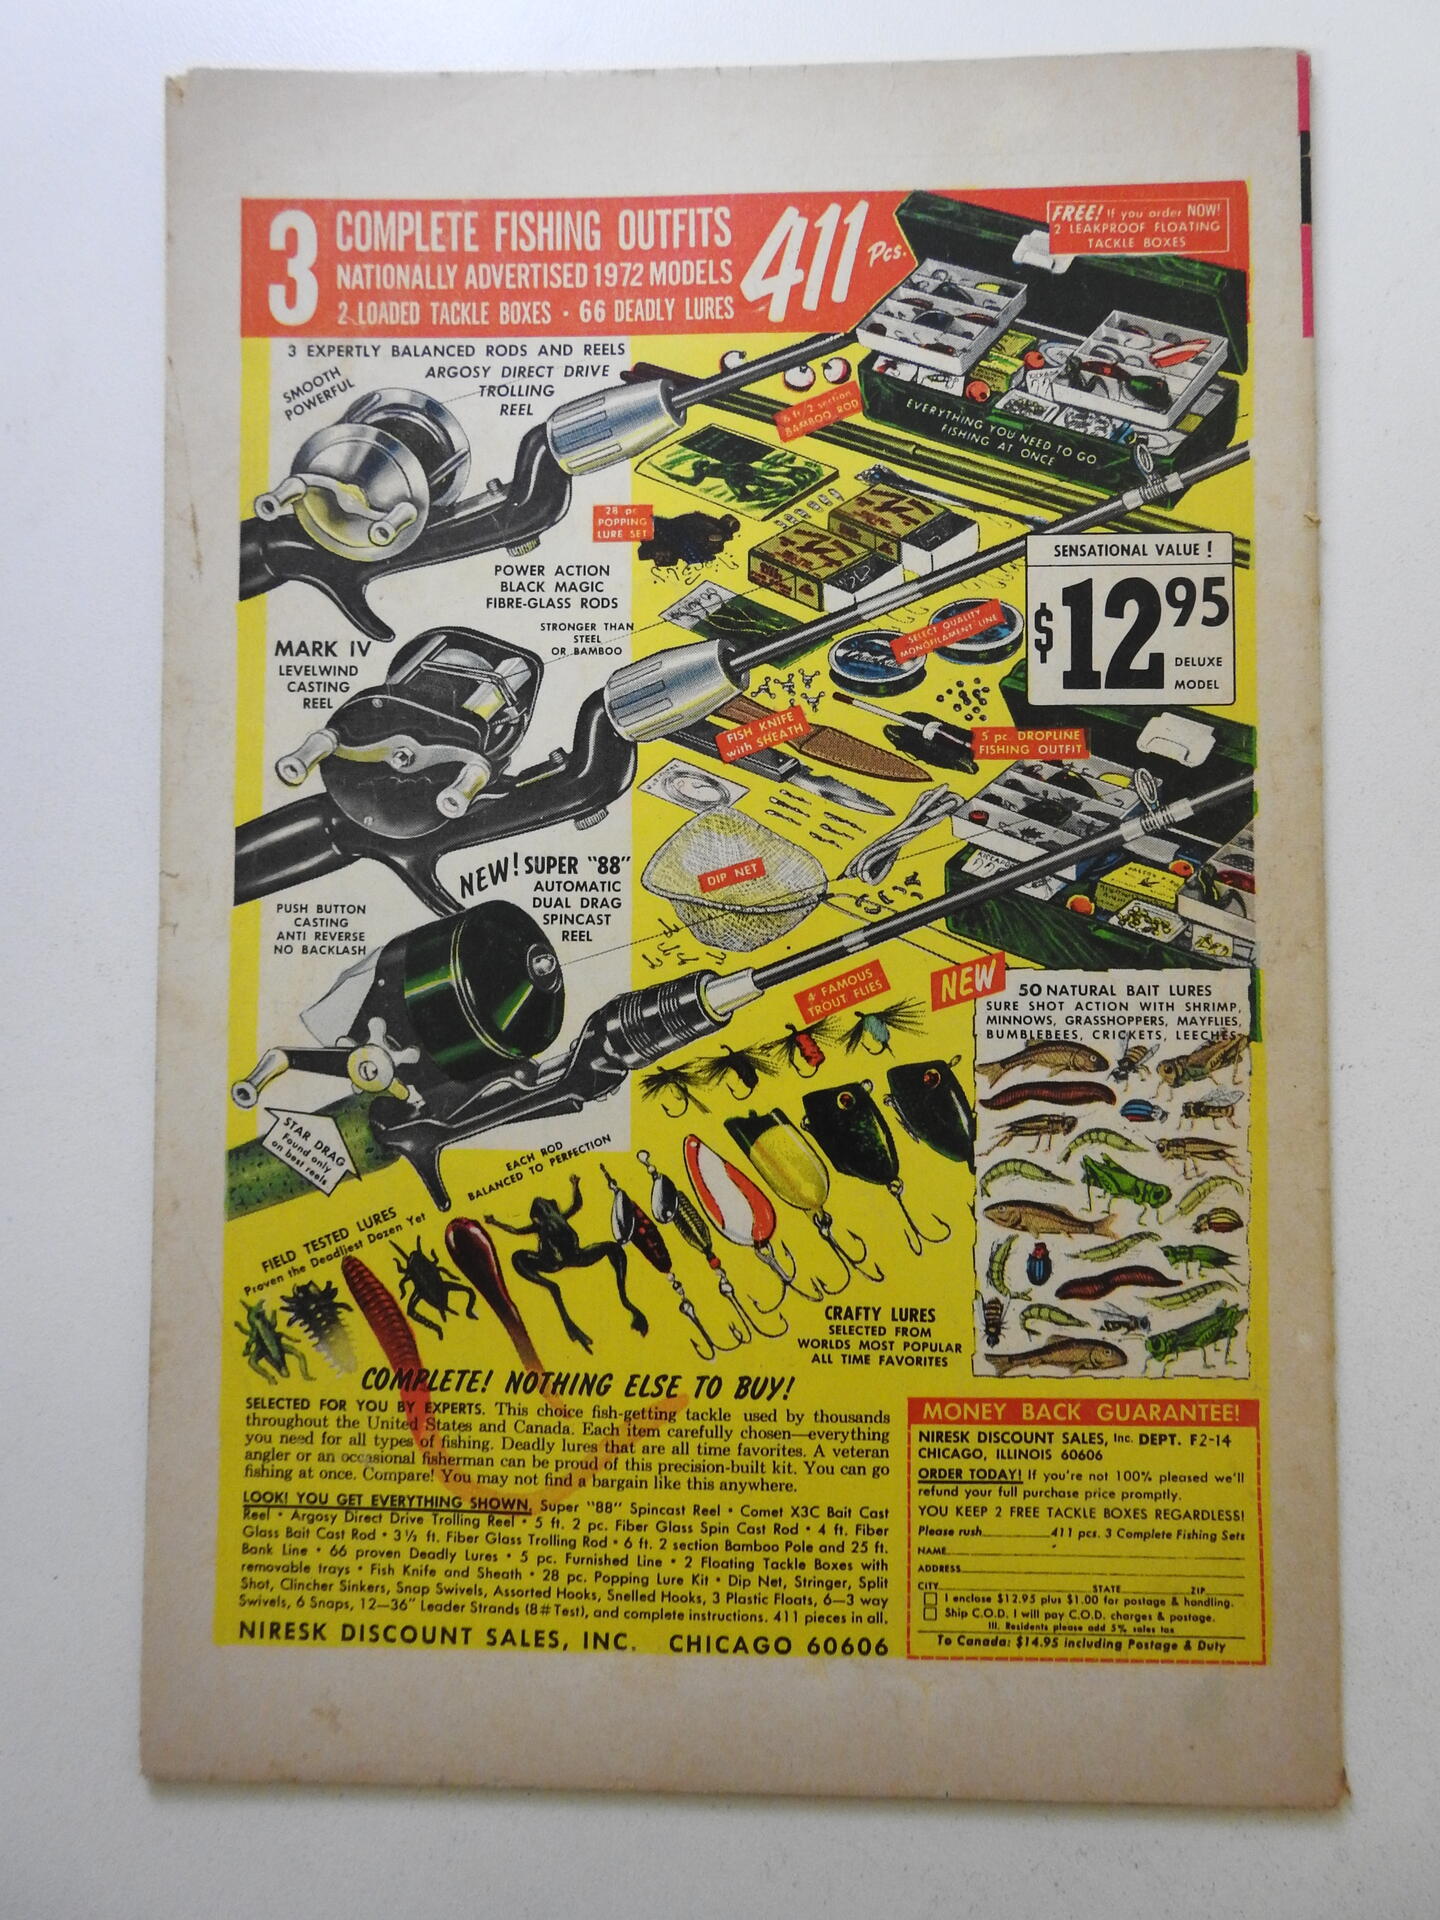 3
COMPLETE FISHING OUTFITS
NATIONALLY ADVERTISED 1972 MODELS
2 LOADED TACKLE BOXES · 66 DEADLY LURES
411 Pcs.
FREE! If you order NOW!
2 LEAKPROOF FLOATING
TACKLE BOXES
3 EXPERTLY BALANCED RODS AND REELS
SMOOTH
POWERFUL
ARGOSY DIRECT DRIVE
TROLLING
REEL
6 ft. 2 section
BAMBOO ROD
EVERYTHING YOU NEED TO GO
FISHING AT ONCE
28 pc
POPPING
LURE SET
SENSATIONAL VALUE!
$12.95
DELUXE
MODEL
POWER ACTION
BLACK MAGIC
FIBRE-GLASS RODS
STRONGER THAN
STEEL
OR BAMBOO
SELECT QUALITY
MONOFILAMENT LINE
MARK IV
LEVELWIND
CASTING
REEL
FISH KNIFE
with SHEATH
5 pc. DROPLINE
FISHING OUTFIT
NEW! SUPER "88"
AUTOMATIC
DUAL DRAG
SPINCAST
REEL
DIP NET
PUSH BUTTON
CASTING
ANTI REVERSE
NO BACKLASH
4 FAMOUS
TROUT FLIES
NEW
50 NATURAL BAIT LURES
SURE SHOT ACTION WITH SHRIMP,
MINNOWS, GRASSHOPPERS, MAYFLIES,
BUMBLEBEES, CRICKETS, LEECHES
STAR DRAG
Found only
on best reels
EACH ROD
BALANCED TO PERFECTION
FIELD TESTED LURES
Proven the Deadliest Dozen Yet
CRAFTY LURES
SELECTED FROM
WORLDS MOST POPULAR
ALL TIME FAVORITES
COMPLETE! NOTHING ELSE TO BUY!
SELECTED FOR YOU BY EXPERTS. This choice fish-getting tackle used by thousands
throughout the United States and Canada. Each item carefully chosen—everything
you need for all types of fishing. Deadly lures that are all time favorites. A veteran
angler or an occasional fisherman can be proud of this precision-built kit. You can go
fishing at once. Compare! You may not find a bargain like this anywhere.
LOOK! YOU GET EVERYTHING SHOWN. Super "88" Spincast Reel • Comet X3C Bait Cast
Reel • Argosy Direct Drive Trolling Reel • 5 ft. 2 pc. Fiber Glass Spin Cast Rod • 4 ft. Fiber
Glass Bait Cast Rod • 3½ ft. Fiber Glass Trolling Rod • 6 ft. 2 section Bamboo Pole and 25 ft.
Bank Line • 66 proven Deadly Lures • 5 pc. Furnished Line • 2 Floating Tackle Boxes with
removable trays • Fish Knife and Sheath • 28 pc. Popping Lure Kit • Dip Net, Stringer, Split
Shot, Clincher Sinkers, Snap Swivels, Assorted Hooks, Snelled Hooks, 3 Plastic Floats, 6—3 way
Swivels, 6 Snaps, 12—36" Leader Strands (8# Test), and complete instructions. 411 pieces in all.
NIRESK DISCOUNT SALES, INC. CHICAGO 60606
MONEY BACK GUARANTEE!
NIRESK DISCOUNT SALES, Inc. DEPT. F2-14
CHICAGO, ILLINOIS 60606
ORDER TODAY! If you're not 100% pleased we'll
refund your full purchase price promptly.
YOU KEEP 2 FREE TACKLE BOXES REGARDLESS!
Please rush 411 pcs. 3 Complete Fishing Sets
NAME
ADDRESS
CITY STATE ZIP
I enclose $12.95 plus $1.00 for postage & handling.
Ship C.O.D. I will pay C.O.D. charges & postage.
Ill. Residents please add 5% sales tax
To Canada: $14.95 including Postage & Duty